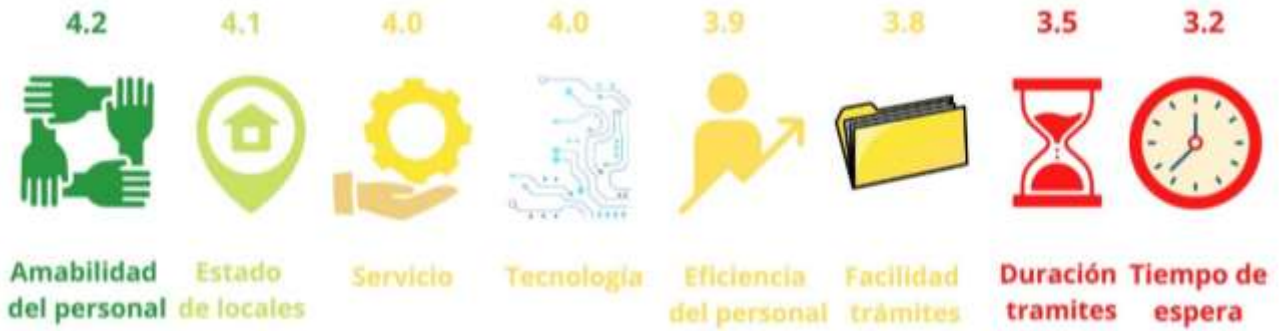 4.2 4.1 4.0 4.0 3.9 3.8 3.5 3.2
Amabilidad Estado Servicio Tecnología Eficiencia Facilidad Duración Tiempo de
del personal de locales del personal trámites tramites espera